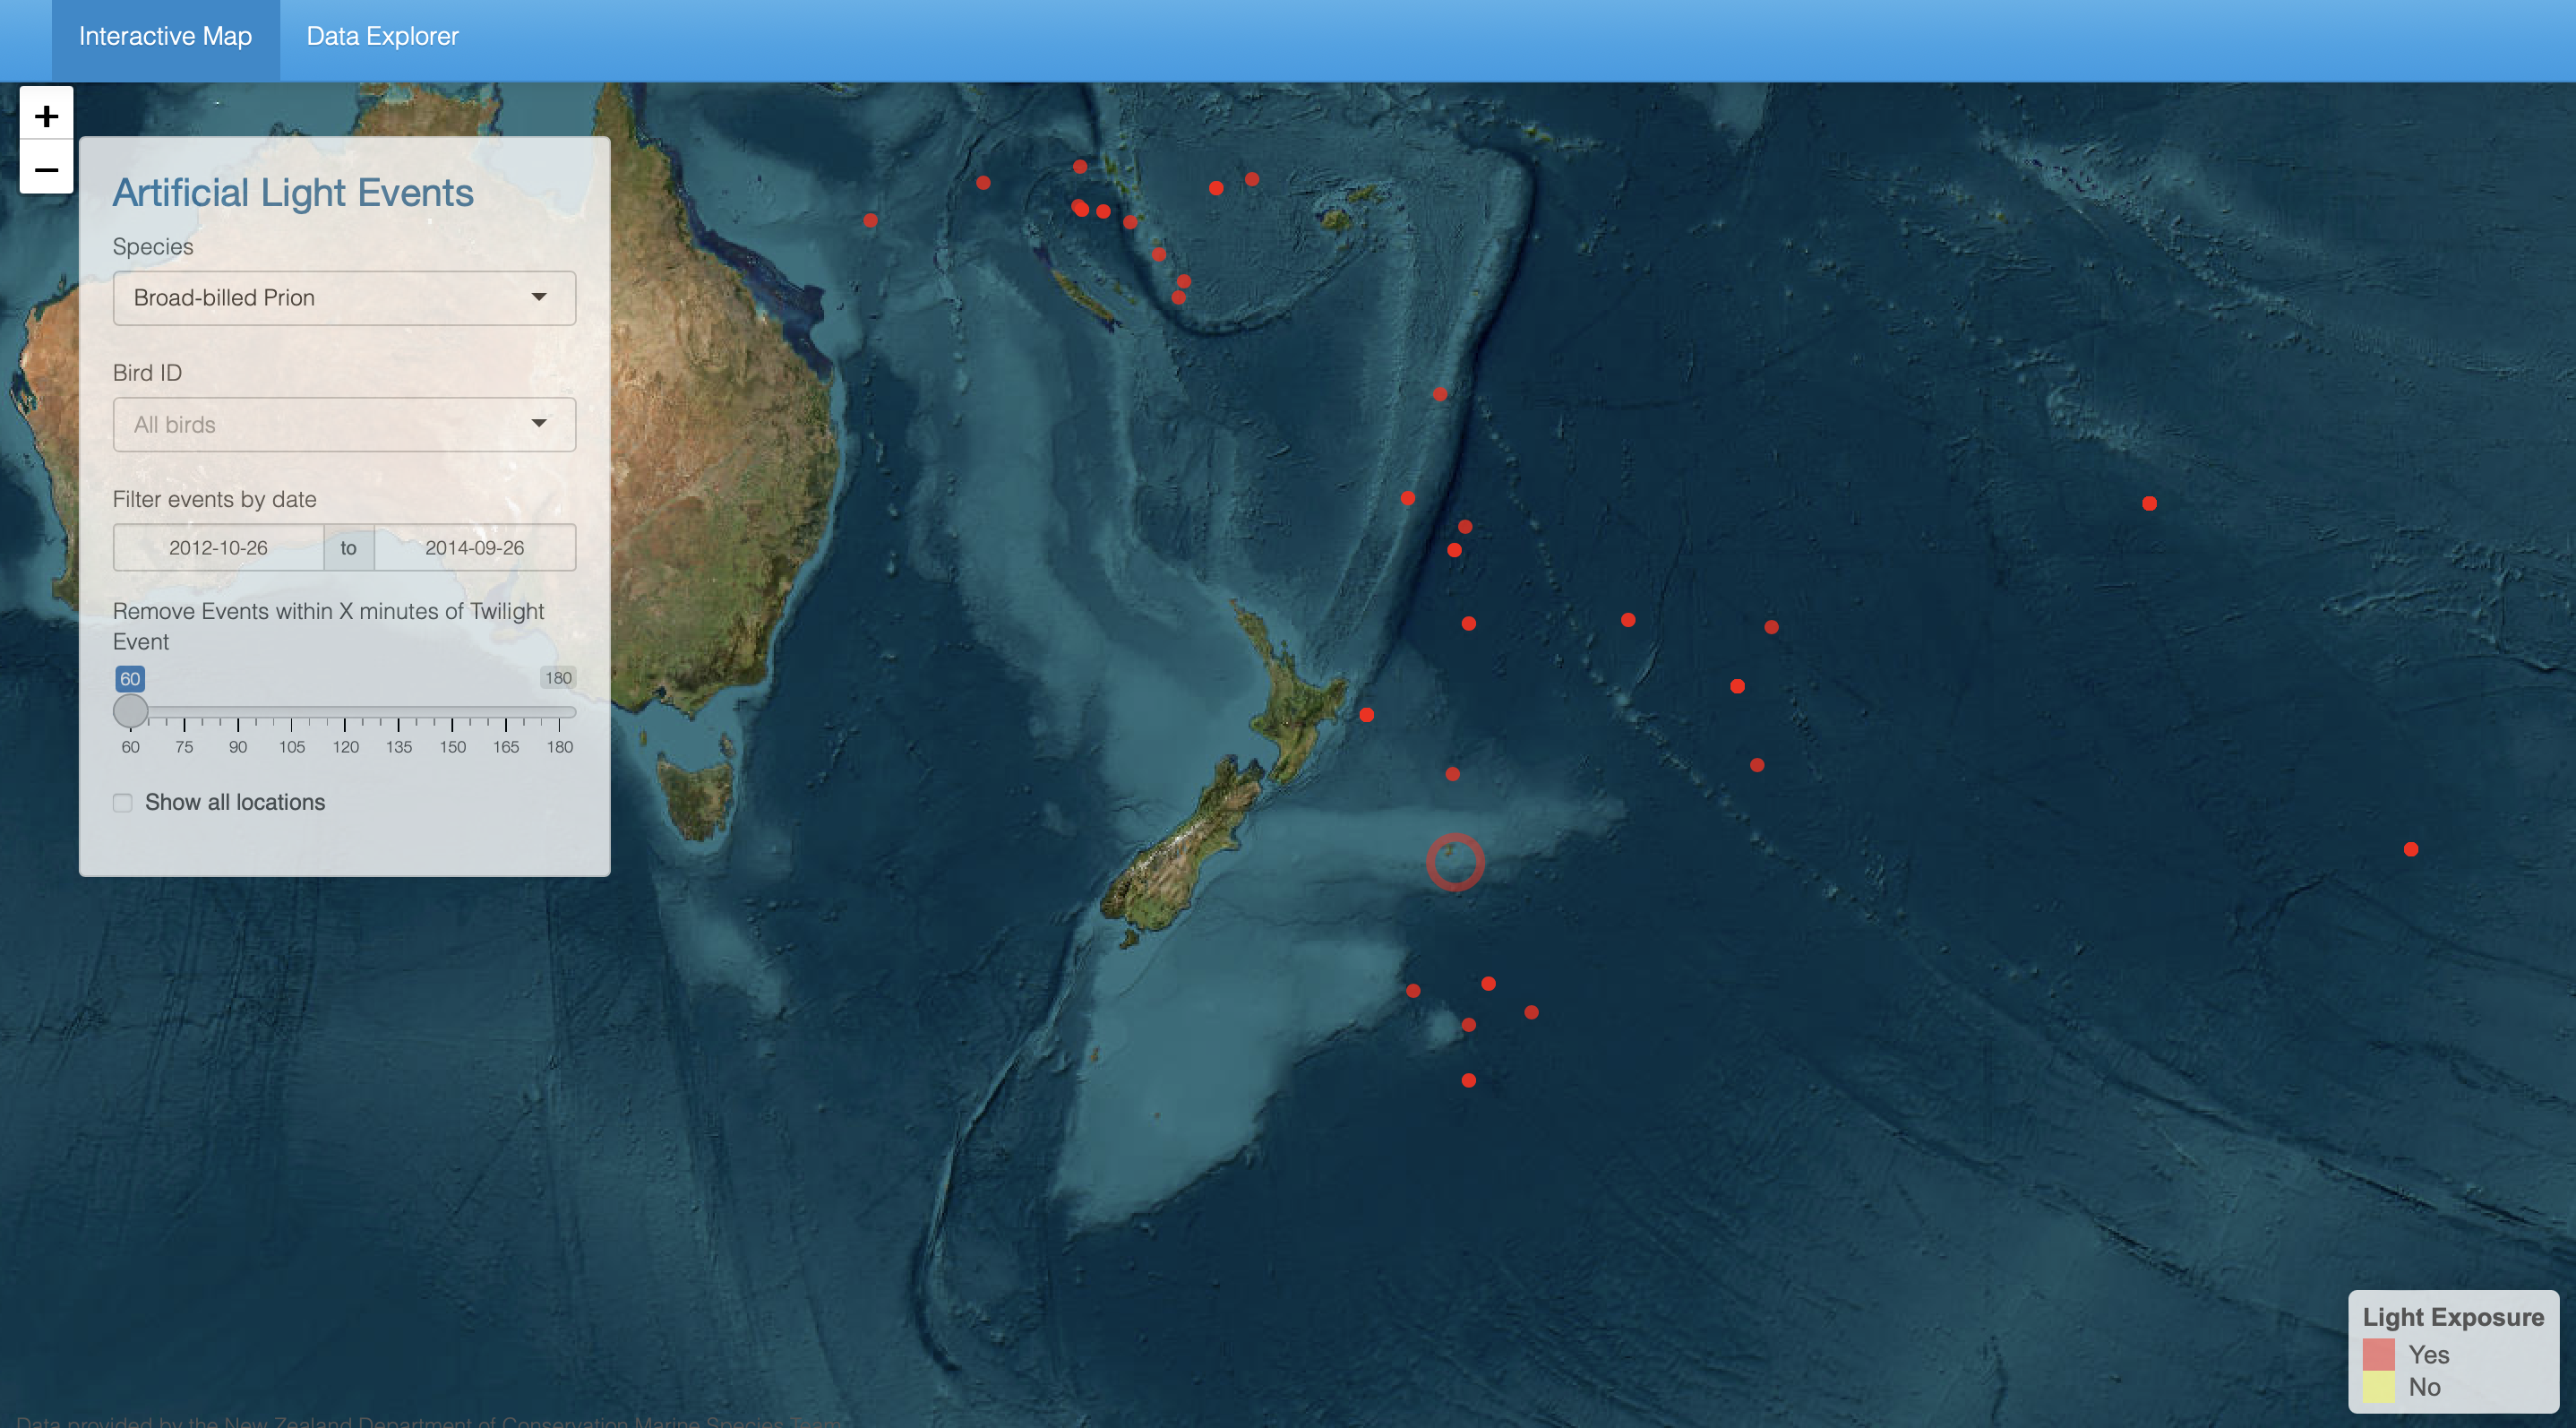 Interactive Map
Data Explorer
+
−
Artificial Light Events
Species
Broad-billed Prion
Bird ID
All birds
Filter events by date
2012-10-26 to 2014-09-26
Remove Events within X minutes of Twilight
Event
60 180
60 75 90 105 120 135 150 165 180
Show all locations
Light Exposure
Yes
No
Data provided by the New Zealand Department of Conservation Marine Species Team